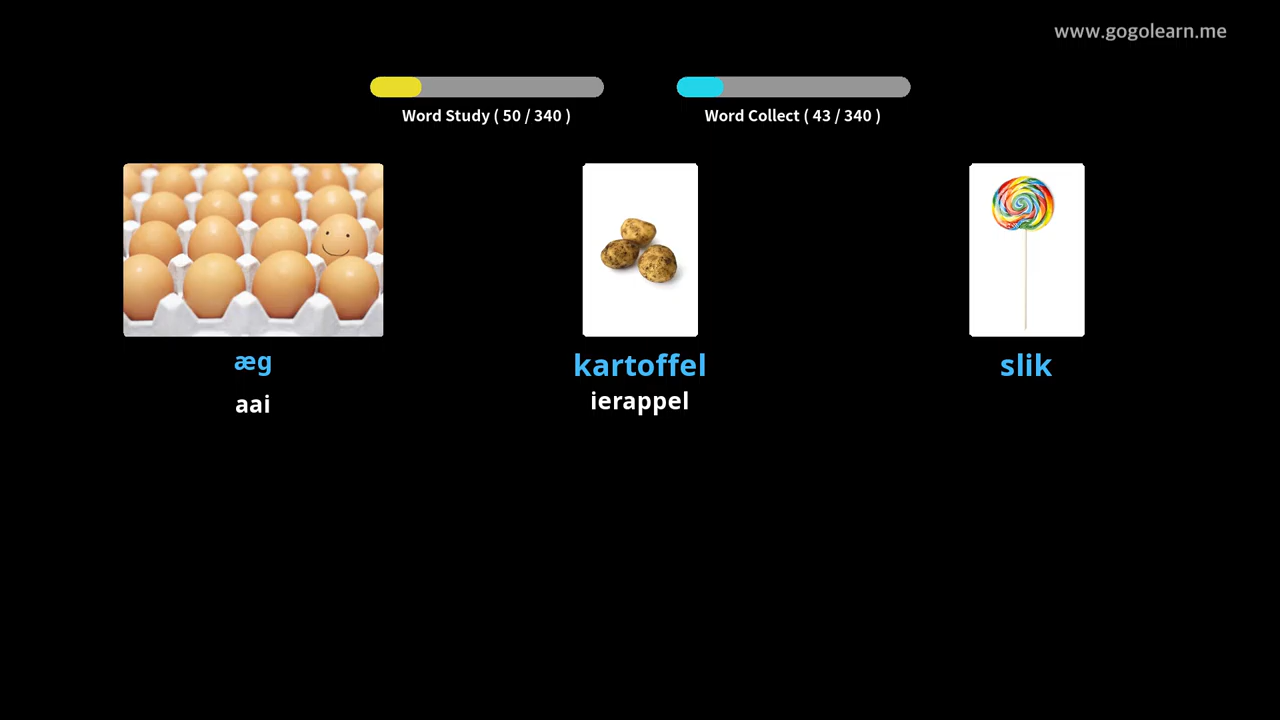 www.gogolearn.me
Word Study ( 50 / 340 )
Word Collect ( 43 / 340 )
æg
kartoffel
slik
aai
ierappel